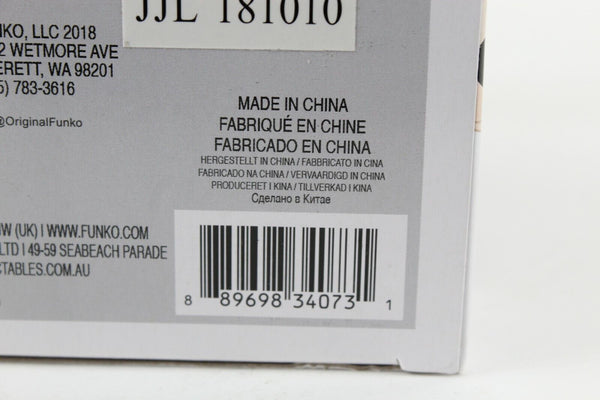 JJL 181010
NKO, LLC 2018
2 WETMORE AVE
ERETT, WA 98201
5) 783-3616
@OriginalFunko
MADE IN CHINA
FABRIQUÉ EN CHINE
FABRICADO EN CHINA
HERGESTELLT IN CHINA / FABBRICATO IN CINA
FABRICADO NA CHINA / VERVAARDIGD IN CHINA
PRODUCERET I KINA / TILLVERKAD I KINA
Сделано в Китае
W (UK) | WWW.FUNKO.COM
LTD | 49-59 SEABEACH PARADE
CTABLES.COM.AU
8 89698 34073 1